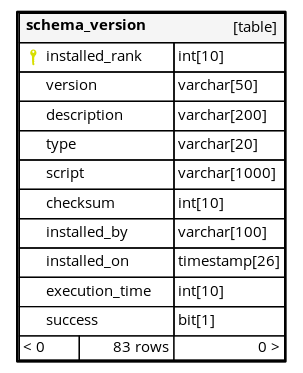 schema_version [table]
installed_rank int[10]
version varchar[50]
description varchar[200]
type varchar[20]
script varchar[1000]
checksum int[10]
installed_by varchar[100]
installed_on timestamp[26]
execution_time int[10]
success bit[1]
< 0 83 rows 0 >